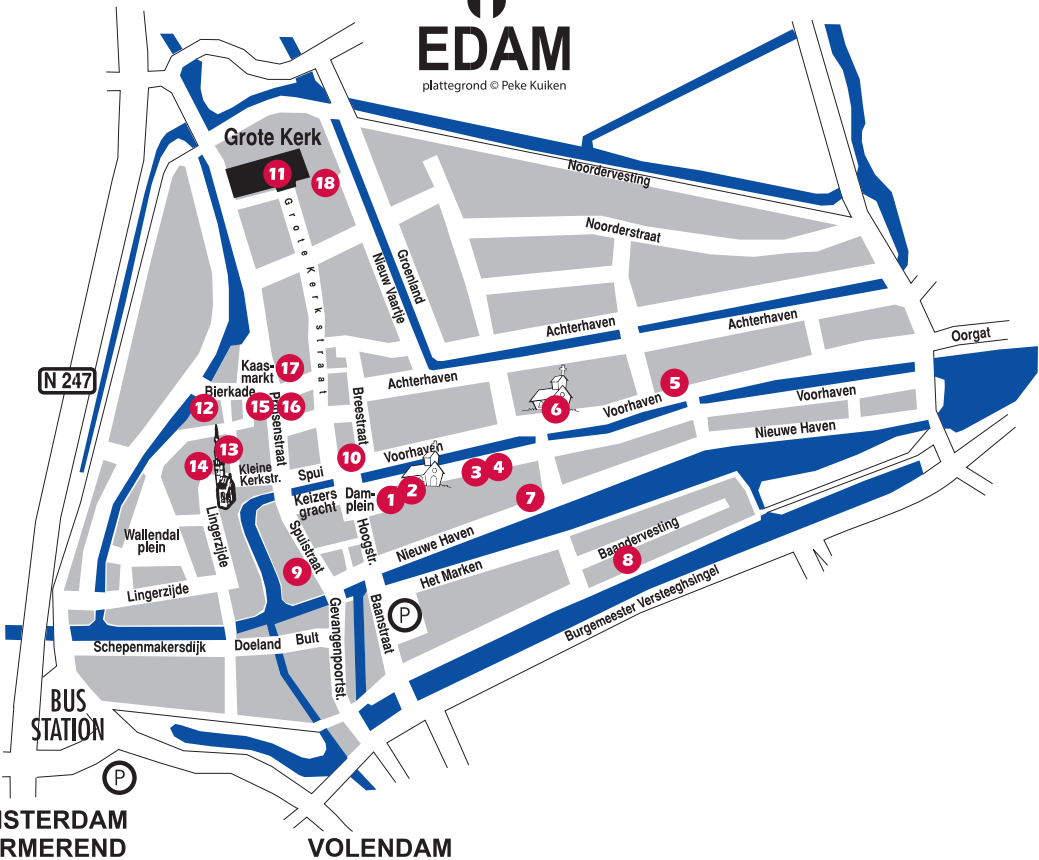 EDAM
plattegrond © Peke Kuiken
Grote Kerk
11
18
Noordervesting
Noorderstraat
Grote Kerkstraat
Nieuw Vaartje
Groenland
Achterhaven
Achterhaven
Oorgat
N 247
Kaas-
markt
17
Achterhaven
5
Bierkade
12
15
16
Prinsenstraat
Breestraat
6
Voorhaven
Voorhaven
Nieuwe Haven
13
14
10
Voorhaven
Kleine
Kerkstr.
Spui
3
4
Keizers
gracht
Dam-
plein
1
2
7
Wallendal
plein
Lingerzijde
Spuistraat
Hoogstr.
Nieuwe Haven
Baandervesting
8
9
Het Marken
Lingerzijde
P
Burgemeester Versteeghsingel
Baanstraat
Gevangenpoortst.
Schepenmakersdijk
Doeland
Bult
BUS
STATION
P
MSTERDAM
RMEREND
VOLENDAM